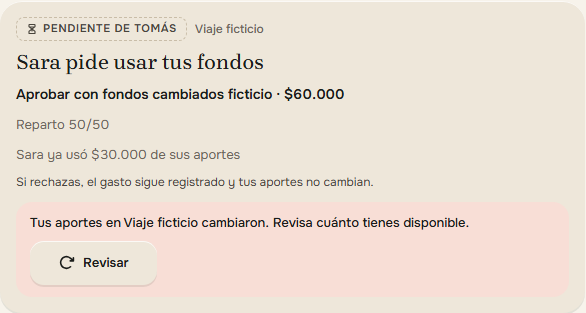 PENDIENTE DE TOMÁS Viaje ficticio
Sara pide usar tus fondos
Aprobar con fondos cambiados ficticio · $60.000
Reparto 50/50
Sara ya usó $30.000 de sus aportes
Si rechazas, el gasto sigue registrado y tus aportes no cambian.
Tus aportes en Viaje ficticio cambiaron. Revisa cuánto tienes disponible.
Revisar